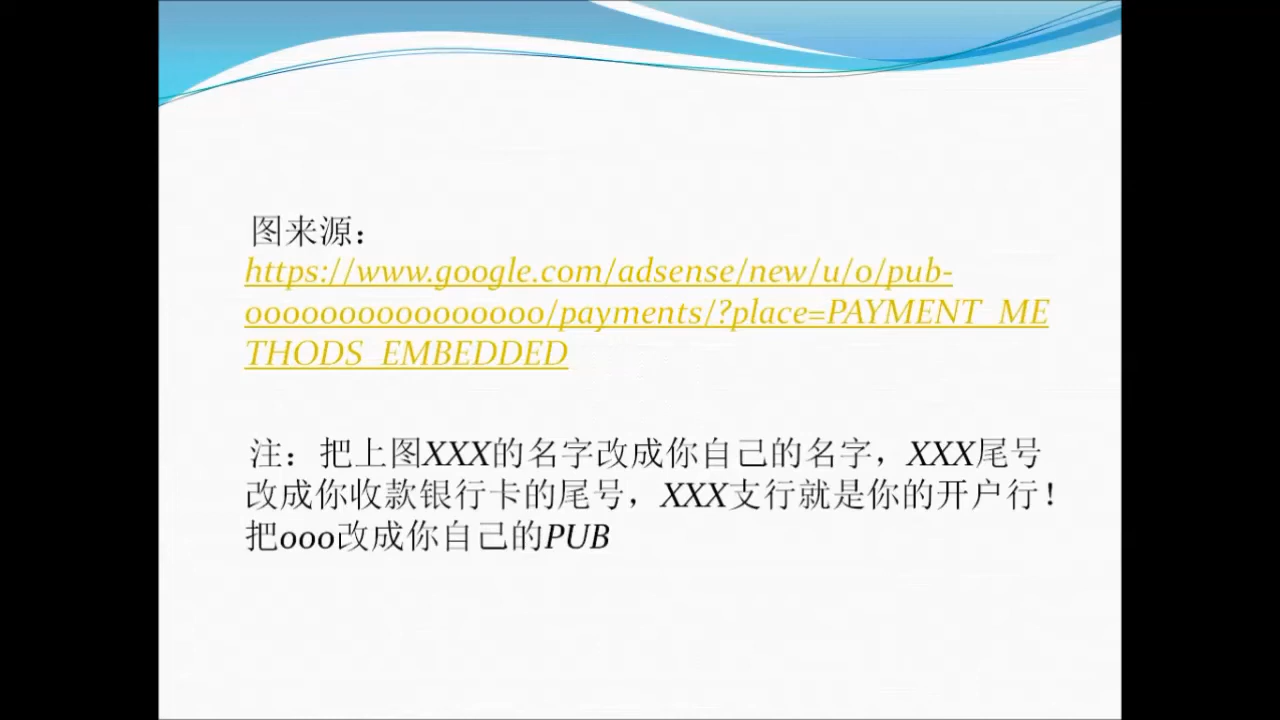 图来源：
https://www.google.com/adsense/new/u/0/pub-
0000000000000000/payments/?place=PAYMENT_ME
THODS_EMBEDDED
注：把上图XXX的名字改成你自己的名字，XXX尾号
改成你收款银行卡的尾号，XXX支行就是你的开户行！
把000改成你自己的PUB